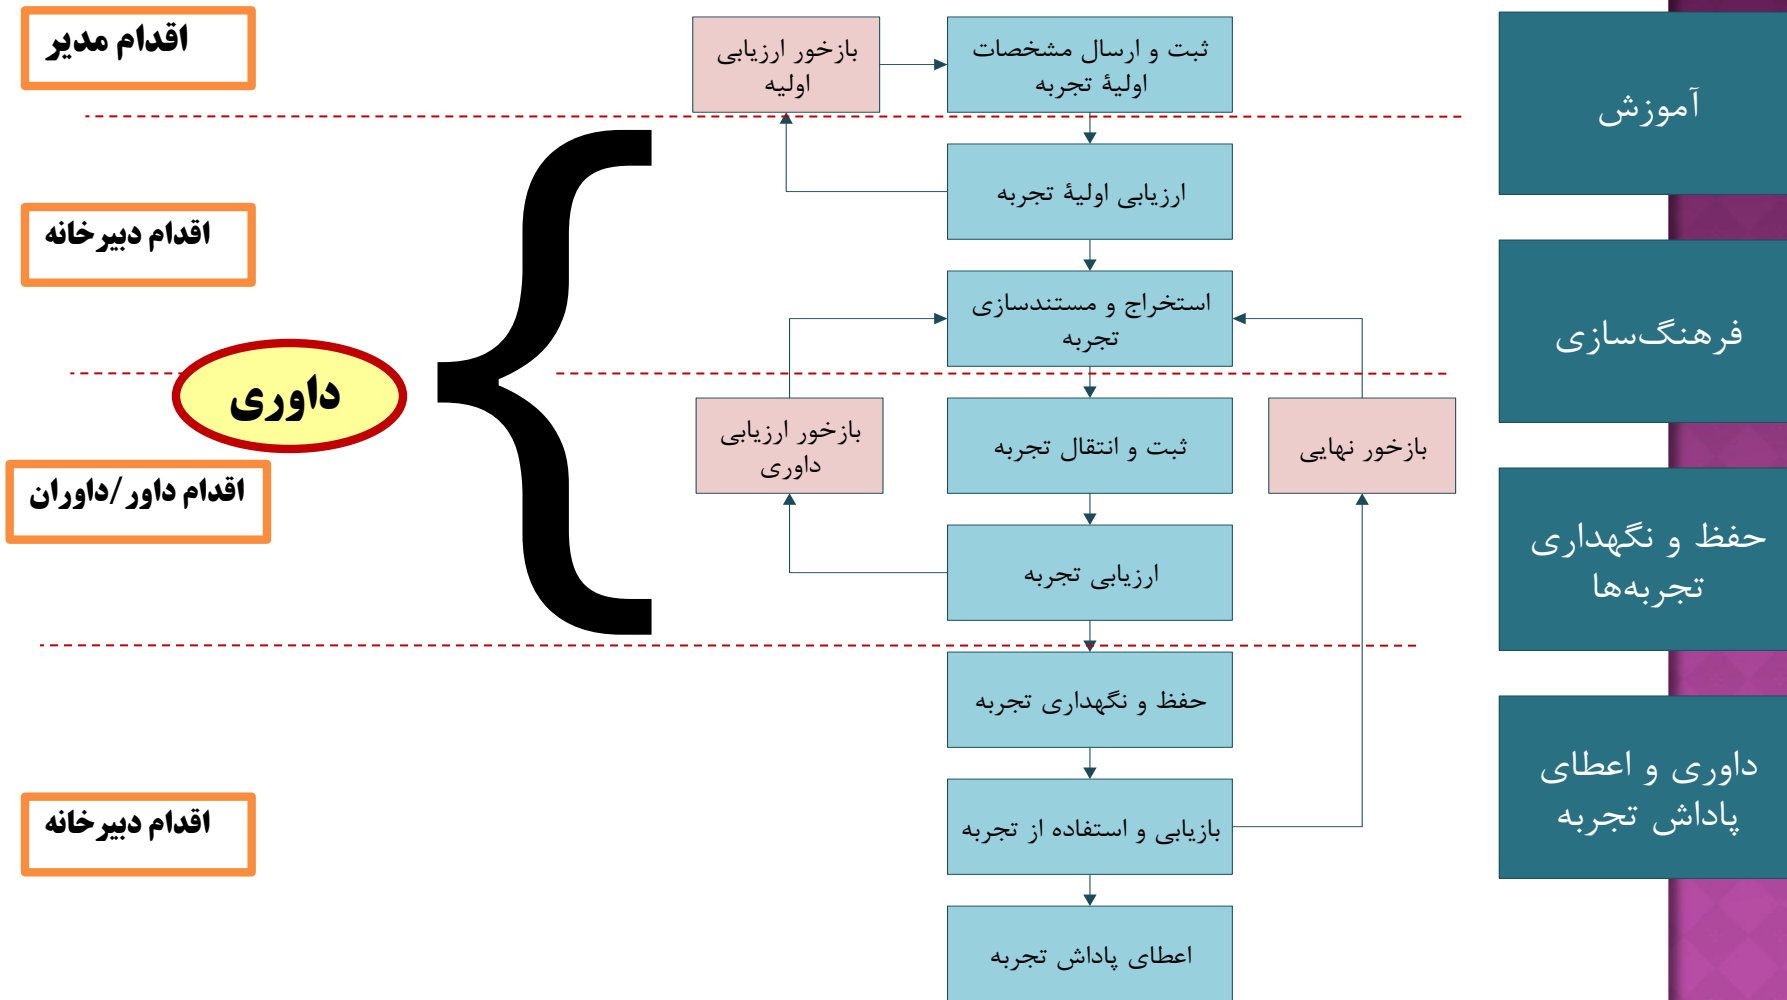 اقدام مدیر
بازخور ارزیابی
اولیه
ثبت و ارسال مشخصات
اولیهٔ تجربه
آموزش
ارزیابی اولیهٔ تجربه
اقدام دبیرخانه
استخراج و مستندسازی
تجربه
فرهنگ‌سازی
داوری
بازخور ارزیابی
داوری
ثبت و انتقال تجربه
بازخور نهایی
اقدام داور/داوران
ارزیابی تجربه
حفظ و نگهداری
تجربه‌ها
حفظ و نگهداری تجربه
داوری و اعطای
پاداش تجربه
اقدام دبیرخانه
بازیابی و استفاده از تجربه
اعطای پاداش تجربه